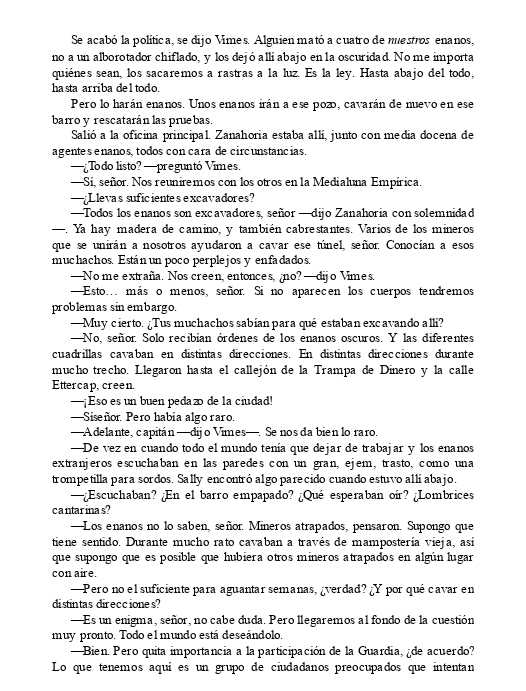 Se acabó la política, se dijo Vimes. Alguien mató a cuatro de nuestros enanos,
no a un alborotador chiflado, y los dejó allí abajo en la oscuridad. No me importa
quiénes sean, los sacaremos a rastras a la luz. Es la ley. Hasta abajo del todo,
hasta arriba del todo.
Pero lo harán enanos. Unos enanos irán a ese pozo, cavarán de nuevo en ese
barro y rescatarán las pruebas.
Salió a la oficina principal. Zanahoria estaba allí, junto con media docena de
agentes enanos, todos con cara de circunstancias.
—¿Todo listo? —preguntó Vimes.
—Sí, señor. Nos reuniremos con los otros en la Medialuna Empírica.
—¿Llevas suficientes excavadores?
—Todos los enanos son excavadores, señor —dijo Zanahoria con solemnidad
—. Ya hay madera de camino, y también cabrestantes. Varios de los mineros
que se unirán a nosotros ayudaron a cavar ese túnel, señor. Conocían a esos
muchachos. Están un poco perplejos y enfadados.
—No me extraña. Nos creen, entonces, ¿no? —dijo Vimes.
—Esto… más o menos, señor. Si no aparecen los cuerpos tendremos
problemas sin embargo.
—Muy cierto. ¿Tus muchachos sabían para qué estaban excavando allí?
—No, señor. Solo recibían órdenes de los enanos oscuros. Y las diferentes
cuadrillas cavaban en distintas direcciones. En distintas direcciones durante
mucho trecho. Llegaron hasta el callejón de la Trampa de Dinero y la calle
Ettercap, creen.
—¡Eso es un buen pedazo de la ciudad!
—Síseñor. Pero había algo raro.
—Adelante, capitán —dijo Vimes—. Se nos da bien lo raro.
—De vez en cuando todo el mundo tenía que dejar de trabajar y los enanos
extranjeros escuchaban en las paredes con un gran, ejem, trasto, como una
trompetilla para sordos. Sally encontró algo parecido cuando estuvo allí abajo.
—¿Escuchaban? ¿En el barro empapado? ¿Qué esperaban oír? ¿Lombrices
cantarinas?
—Los enanos no lo saben, señor. Mineros atrapados, pensaron. Supongo que
tiene sentido. Durante mucho rato cavaban a través de mampostería vieja, así
que supongo que es posible que hubiera otros mineros atrapados en algún lugar
con aire.
—Pero no el suficiente para aguantar semanas, ¿verdad? ¿Y por qué cavar en
distintas direcciones?
—Es un enigma, señor, no cabe duda. Pero llegaremos al fondo de la cuestión
muy pronto. Todo el mundo está deseándolo.
—Bien. Pero quita importancia a la participación de la Guardia, ¿de acuerdo?
Lo que tenemos aquí es un grupo de ciudadanos preocupados que intentan